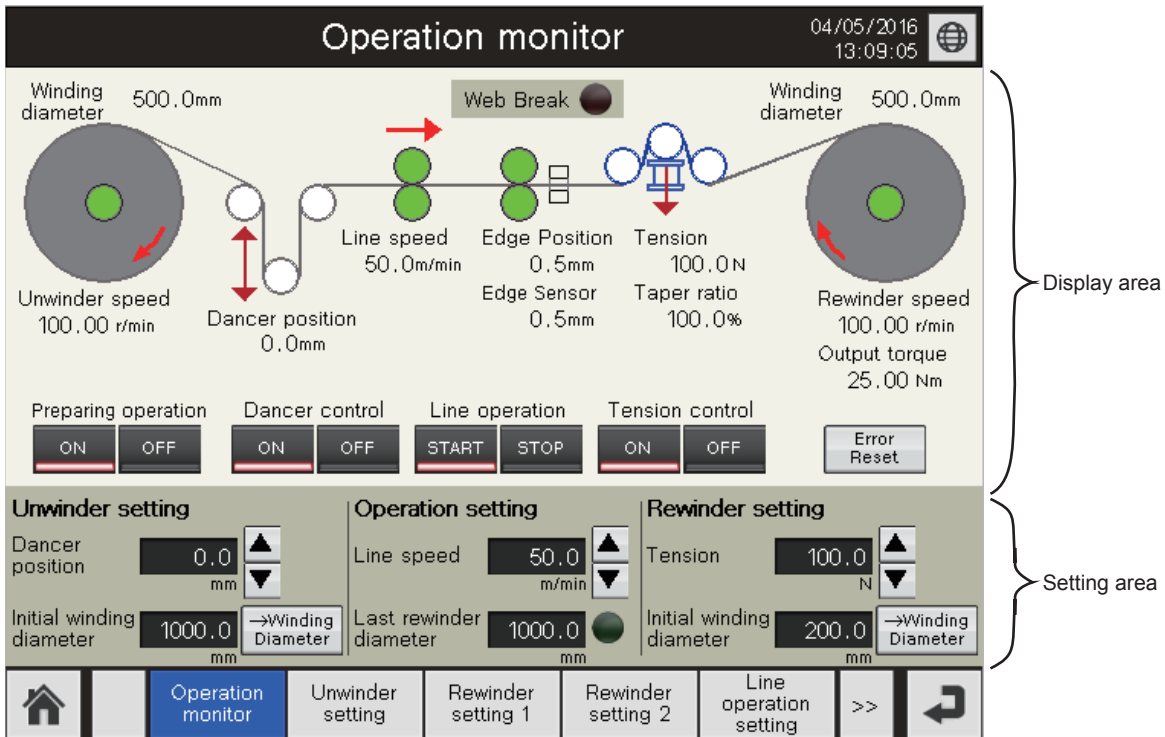 Operation monitor
04/05/2016
13:09:05
Winding
diameter
500.0mm
Web Break
Winding
diameter
500.0mm
Line speed
50.0m/min
Edge Position
0.5mm
Edge Sensor
0.5mm
Tension
100.0N
Taper ratio
100.0%
Unwinder speed
100.00 r/min
Dancer position
0.0mm
Rewinder speed
100.00 r/min
Output torque
25.00 Nm
Display area
Preparing operation
ON OFF
Dancer control
ON OFF
Line operation
START STOP
Tension control
ON OFF
Error
Reset
Unwinder setting
Dancer
position
0.0
mm
Initial winding
diameter
1000.0
mm
→Winding
Diameter
Operation setting
Line speed
50.0
m/min
Last rewinder
diameter
1000.0
mm
Rewinder setting
Tension
100.0
N
Initial winding
diameter
200.0
mm
→Winding
Diameter
Setting area
Operation
monitor
Unwinder
setting
Rewinder
setting 1
Rewinder
setting 2
Line
operation
setting
>>